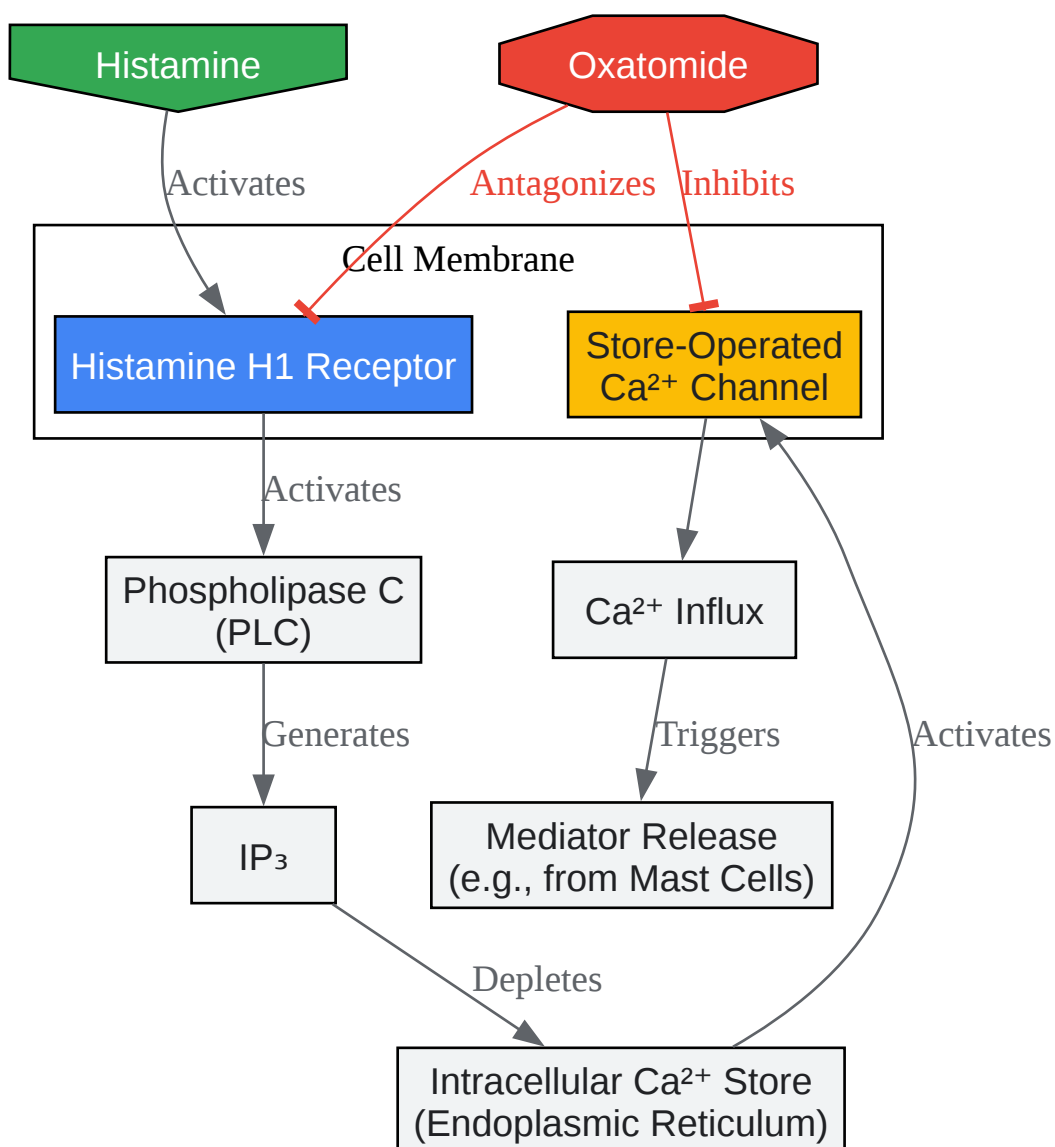 Histamine
Oxatomide
Activates
Antagonizes
Inhibits
Cell Membrane
Histamine H1 Receptor
Store-Operated
Ca²⁺ Channel
Activates
Phospholipase C
(PLC)
Ca²⁺ Influx
Generates
Triggers
Activates
IP₃
Mediator Release
(e.g., from Mast Cells)
Depletes
Intracellular Ca²⁺ Store
(Endoplasmic Reticulum)